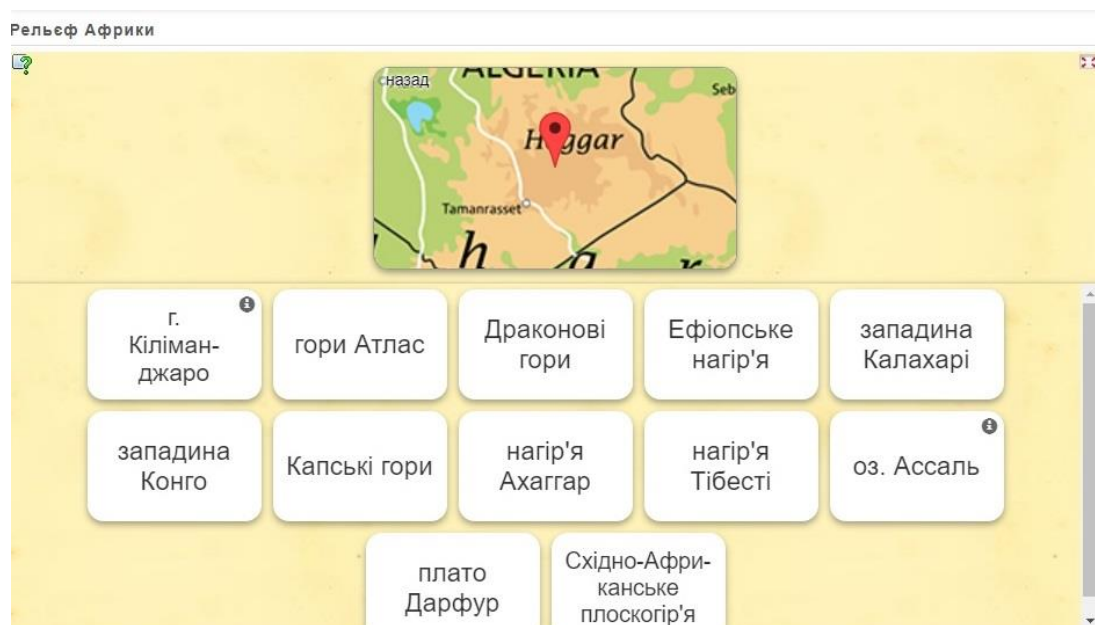 Рельєф Африки
назад
ALGERIA
Seb
Hoggar
Tamanrasset
h a r
г.
Кіліман-
джаро
гори Атлас
Драконові
гори
Ефіопське
нагір'я
западина
Калахарі
западина
Конго
Капські гори
нагір'я
Ахаггар
нагір'я
Тібесті
оз. Ассаль
плато
Дарфур
Східно-Афри-
канське
плоскогір'я